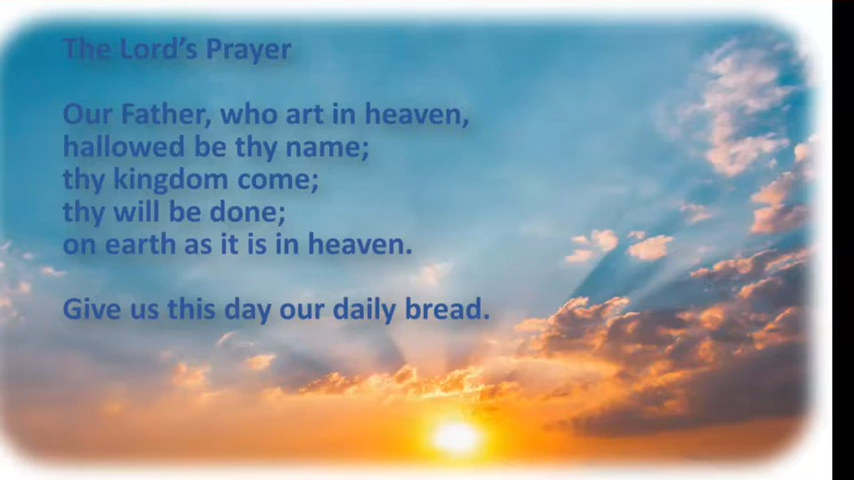 The Lord’s Prayer
Our Father, who art in heaven,
hallowed be thy name;
thy kingdom come;
thy will be done;
on earth as it is in heaven.
Give us this day our daily bread.